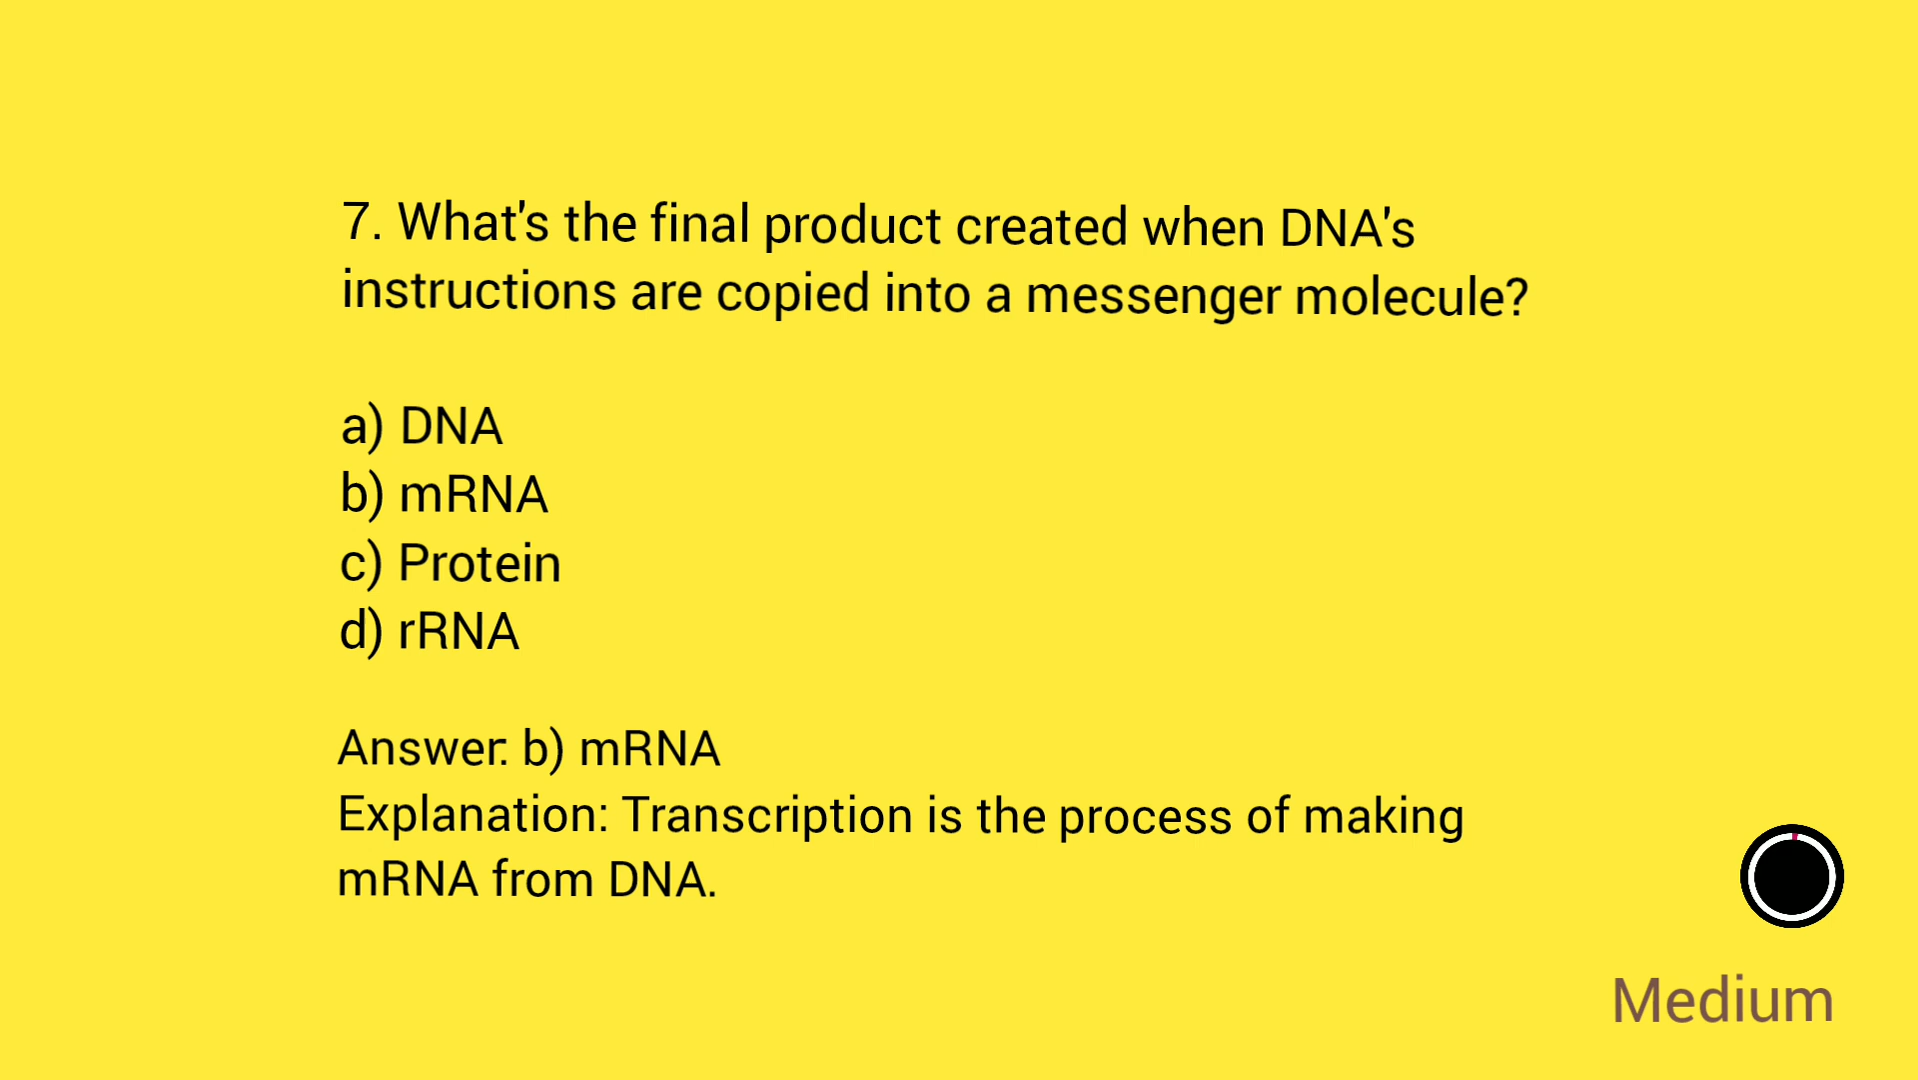 7. What's the final product created when DNA's
instructions are copied into a messenger molecule?
a) DNA
b) mRNA
c) Protein
d) rRNA
Answer: b) mRNA
Explanation: Transcription is the process of making
mRNA from DNA.
Medium